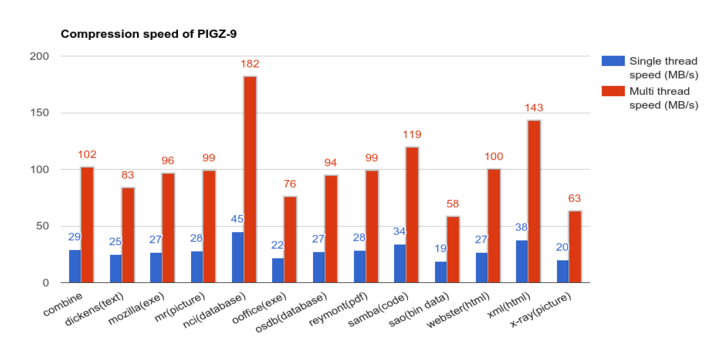 Compression speed of PIGZ-9
200
150
100
50
0
102
83
96
99
182
76
94
99
119
58
100
143
63
29
25
27
28
45
22
27
28
34
19
27
38
20
combine
dickens(text)
mozilla(exe)
mr(picture)
nci(database)
ooffice(exe)
osdb(database)
reymont(pdf)
samba(code)
sao(bin data)
webster(html)
xml(html)
x-ray(picture)
Single thread
speed (MB/s)
Multi thread
speed (MB/s)